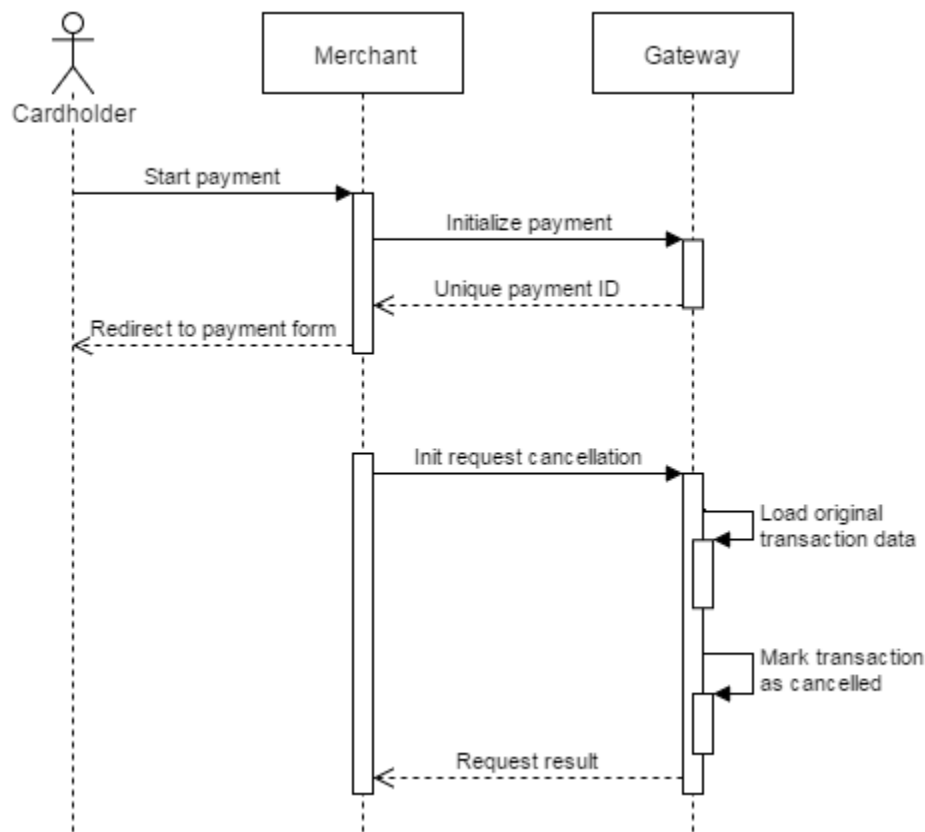 Merchant
Gateway
Cardholder
Start payment
Initialize payment
Unique payment ID
Redirect to payment form
Init request cancellation
Load original
transaction data
Mark transaction
as cancelled
Request result